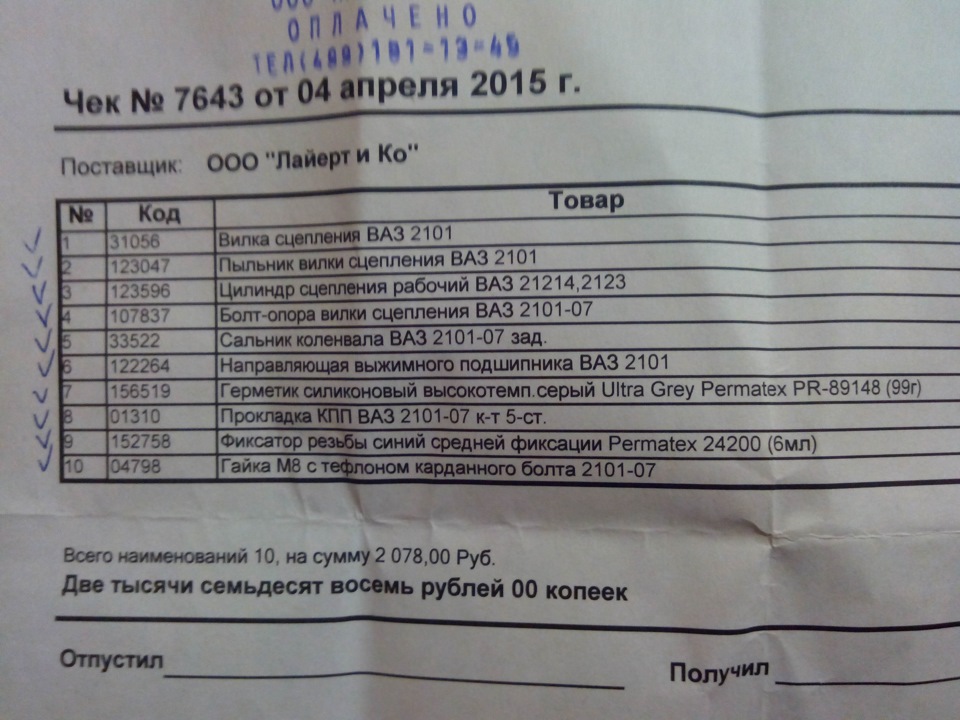 ООО
ОПЛАЧЕНО
ТЕЛ(499)191-13-45
Чек № 7643 от 04 апреля 2015 г.
Поставщик: ООО "Лайерт и Ко"
№ Код Товар
1 31056 Вилка сцепления ВАЗ 2101
2 123047 Пыльник вилки сцепления ВАЗ 2101
3 123596 Цилиндр сцепления рабочий ВАЗ 21214,2123
4 107837 Болт-опора вилки сцепления ВАЗ 2101-07
5 33522 Сальник коленвала ВАЗ 2101-07 зад.
6 122264 Направляющая выжимного подшипника ВАЗ 2101
7 156519 Герметик силиконовый высокотемп.серый Ultra Grey Permatex PR-89148 (99г)
8 01310 Прокладка КПП ВАЗ 2101-07 к-т 5-ст.
9 152758 Фиксатор резьбы синий средней фиксации Permatex 24200 (6мл)
10 04798 Гайка М8 с тефлоном карданного болта 2101-07
Всего наименований 10, на сумму 2 078,00 Руб.
Две тысячи семьдесят восемь рублей 00 копеек
Отпустил Получил